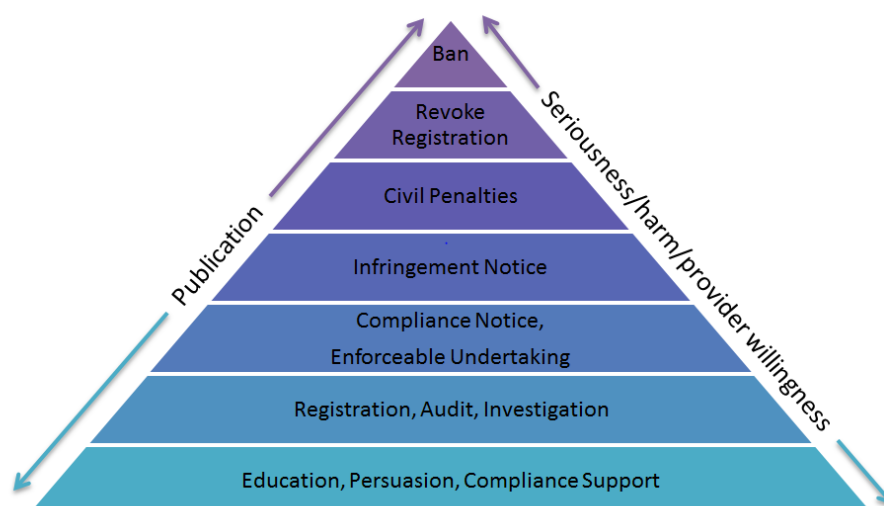 Ban
Revoke
Registration
Civil Penalties
Infringement Notice
Compliance Notice,
Enforceable Undertaking
Registration, Audit, Investigation
Education, Persuasion, Compliance Support
Publication
Seriousness/harm/provider willingness